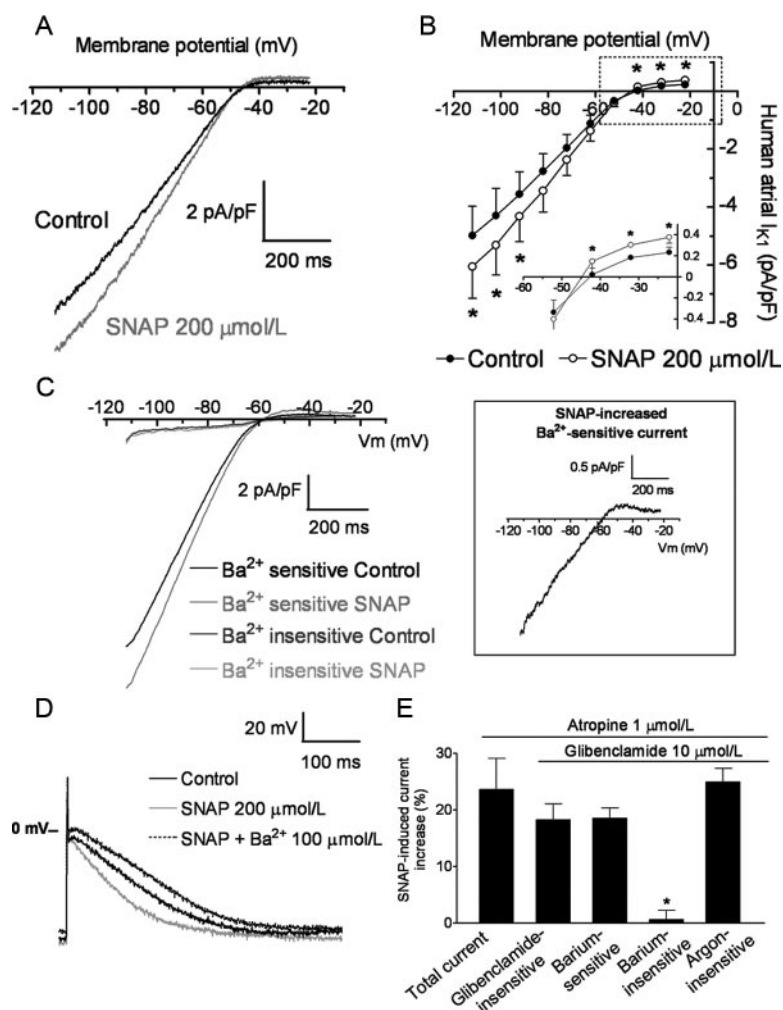 A
Membrane potential (mV)
-120 -100 -80 -60 -40 -20
Control
2 pA/pF
200 ms
SNAP 200 μmol/L
B
Membrane potential (mV)
-120 -100 -80 -60 -40 -20 0
* * *
-2
-4
-6
-8
Human atrial IK1 (pA/pF)
* * *
* * *
0.4
0.2
0
-0.4
-60 -50 -40 -30 -20
Control SNAP 200 μmol/L
C
-120 -100 -80 -60 -40 -20
Vm (mV)
2 pA/pF
200 ms
Ba2+ sensitive Control
Ba2+ sensitive SNAP
Ba2+ insensitive Control
Ba2+ insensitive SNAP
SNAP-increased
Ba2+-sensitive current
0.5 pA/pF
200 ms
-120 -100 -80 -60 -40 -20
Vm (mV)
D
20 mV
100 ms
Control
SNAP 200 μmol/L
SNAP + Ba2+ 100 μmol/L
0 mV
E
Atropine 1 μmol/L
Glibenclamide 10 μmol/L
SNAP-induced current
increase (%)
30
20
10
0
*
Total current
Glibenclamide-
insensitive
Barium-
sensitive
Barium-
insensitive
Argon-
insensitive